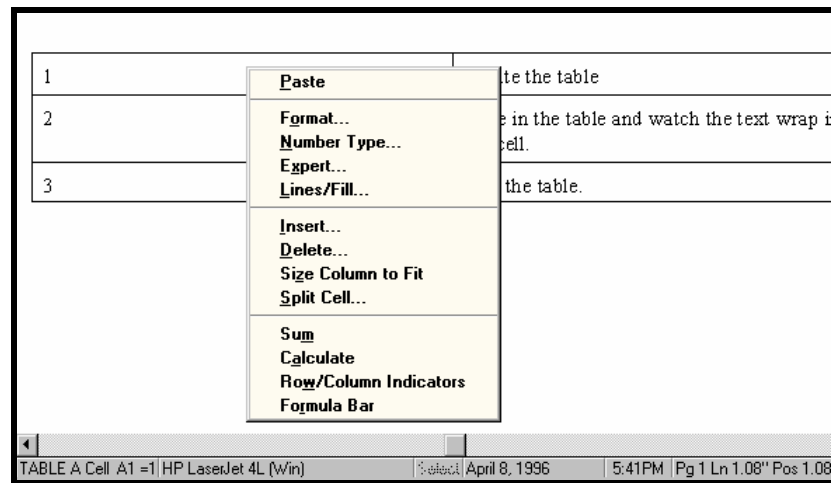 1 te the table
2 in the table and watch the text wrap
cell.
3 the table.
Paste
Format...
Number Type...
Expert...
Lines/Fill...
Insert...
Delete...
Size Column to Fit
Split Cell...
Sum
Calculate
Row/Column Indicators
Formula Bar
TABLE A Cell A1 =1 HP LaserJet 4L (Win) Select April 8, 1996 5:41PM Pg 1 Ln 1.08" Pos 1.08